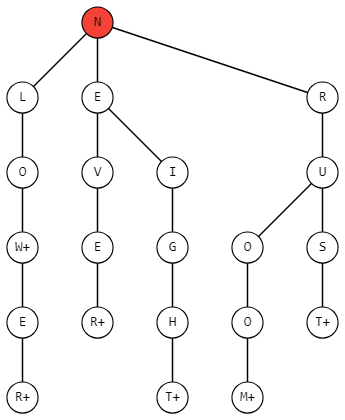 N
L E R
O V I U
W+ E G O S
E R+ H O T+
R+ T+ M+